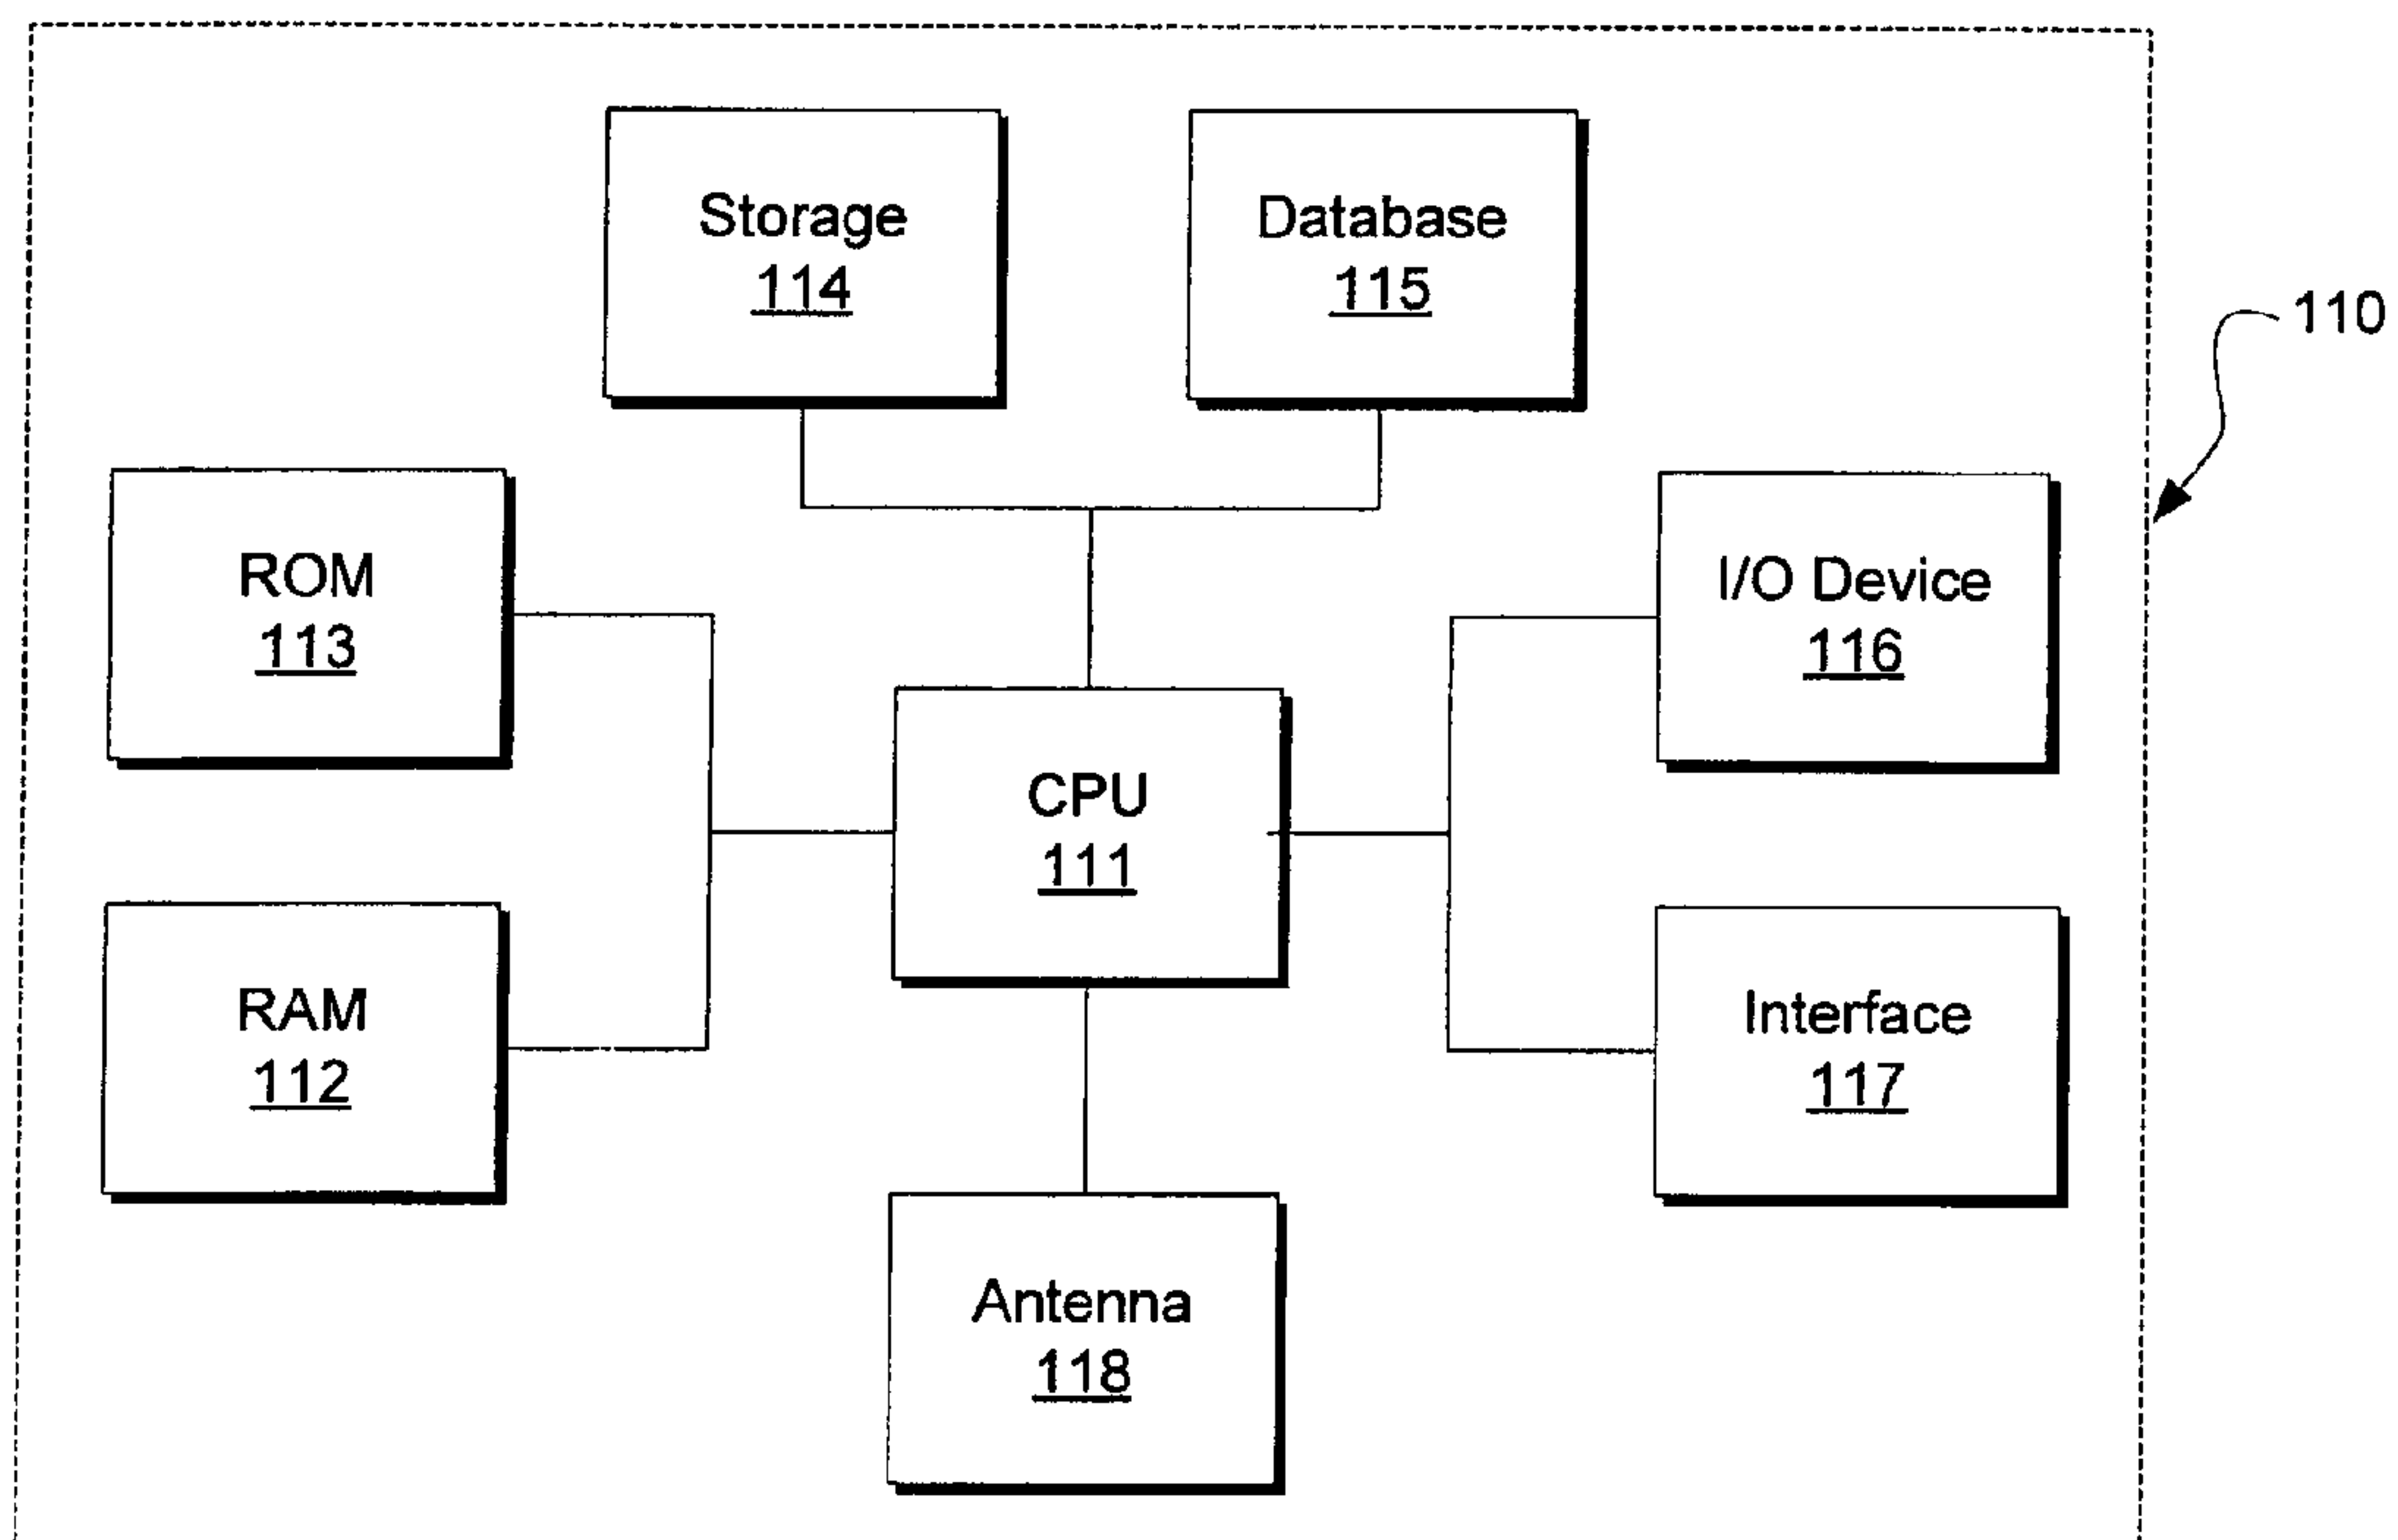 Storage
114
Database
115
110
ROM
113
I/O Device
116
CPU
111
RAM
112
Interface
117
Antenna
118